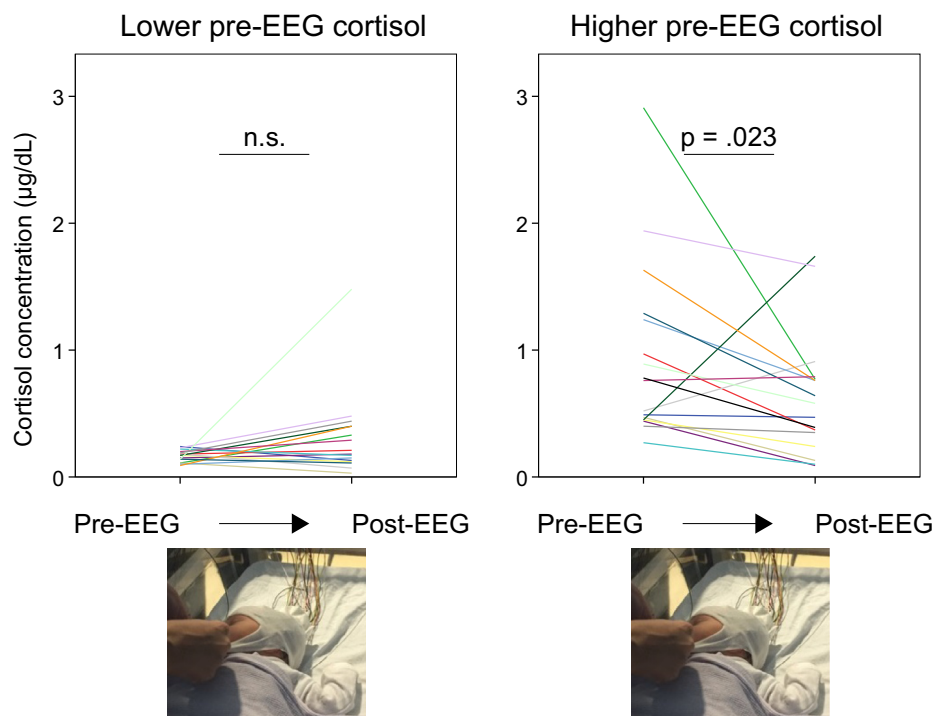 Lower pre-EEG cortisol
Higher pre-EEG cortisol
Cortisol concentration (μg/dL)
3
2
1
0
n.s.
Pre-EEG
Post-EEG
3
2
1
0
p = .023
Pre-EEG
Post-EEG